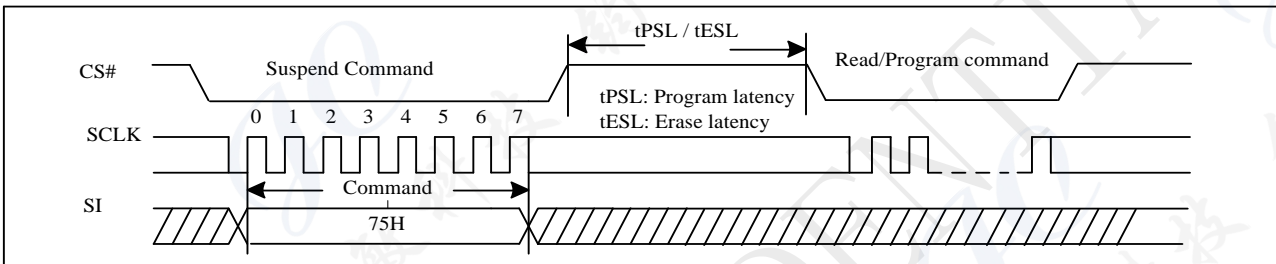 tPSL / tESL
CS#
Suspend Command
Read/Program command
tPSL: Program latency
tESL: Erase latency
0 1 2 3 4 5 6 7
SCLK
Command
SI
75H